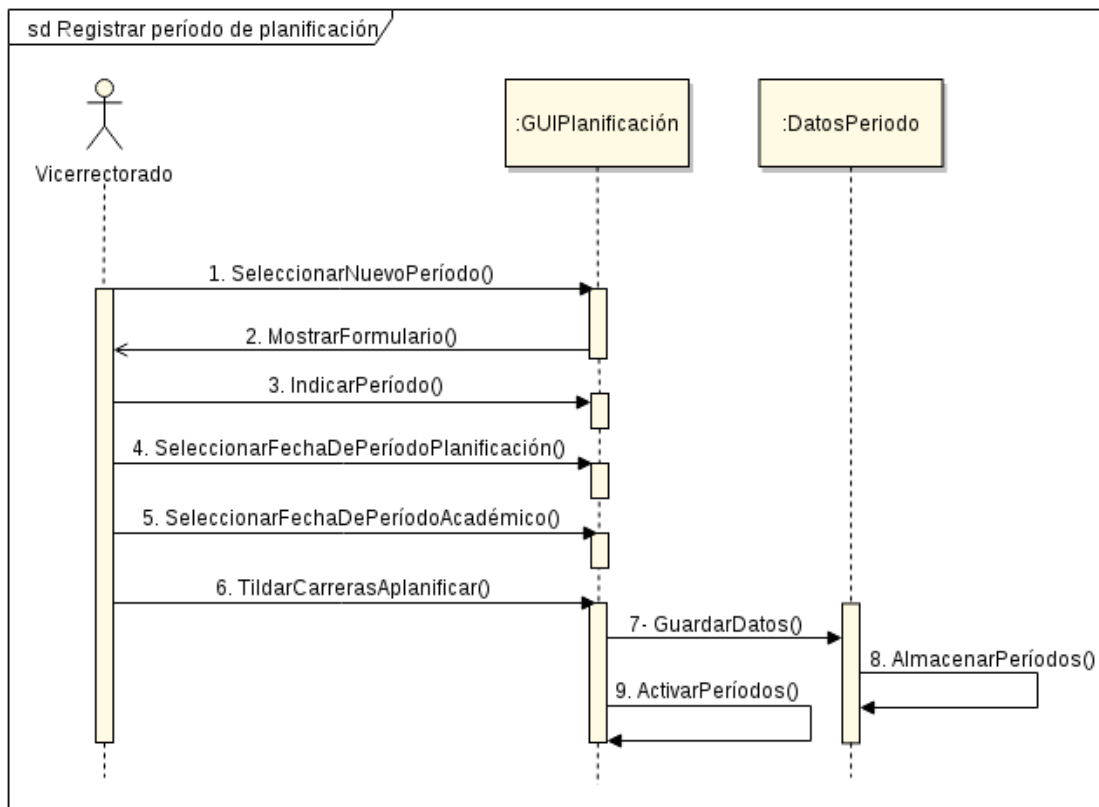 sd Registrar período de planificación
:GUIPlanificación
:DatosPeriodo
Vicerrectorado
1. SeleccionarNuevoPeríodo()
2. MostrarFormulario()
3. IndicarPeríodo()
4. SeleccionarFechaDePeríodoPlanificación()
5. SeleccionarFechaDePeríodoAcadémico()
6. TildarCarrerasAplanificar()
7- GuardarDatos()
8. AlmacenarPeríodos()
9. ActivarPeríodos()